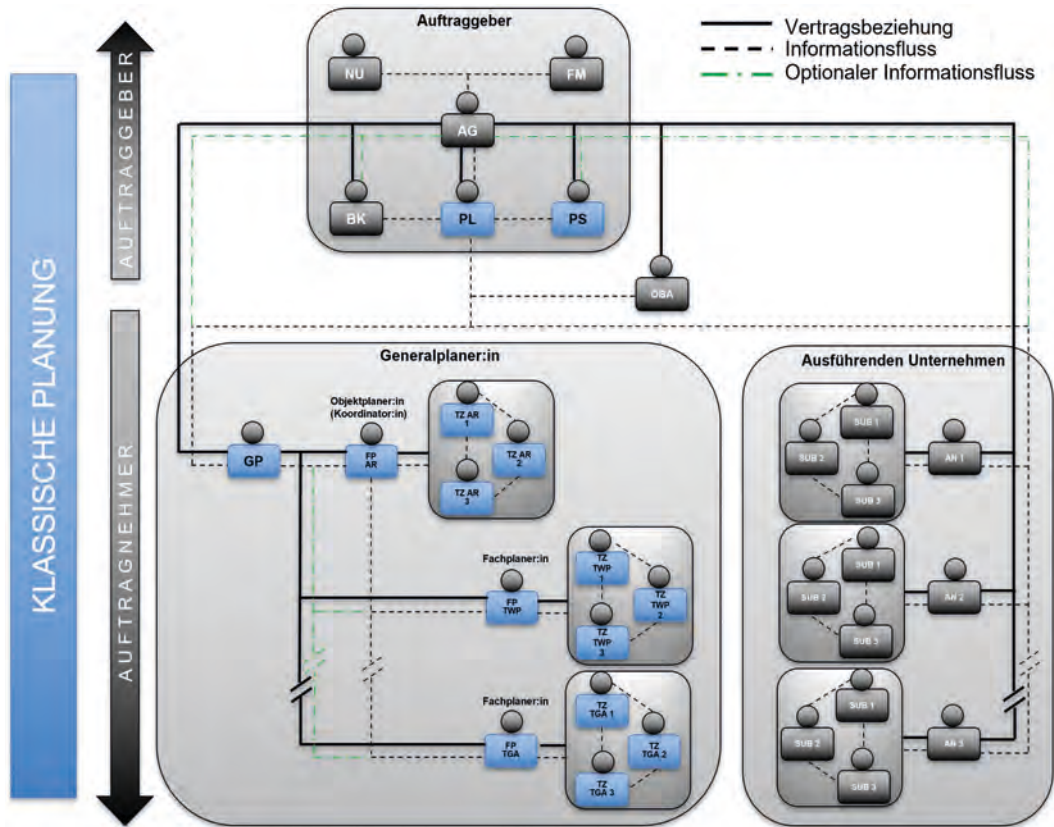 KLASSISCHE PLANUNG
AUFTRAGGEBER
AUFTRAGNEHMER
Auftraggeber
NU
FM
AG
BK
PL
PS
ÖBA
Vertragsbeziehung
Informationsfluss
Optionaler Informationsfluss
Generalplaner:in
Objektplaner:in
(Koordinator:in)
GP
FP
AR
TZ AR
1
TZ AR
2
TZ AR
3
Fachplaner:in
FP
TWP
TZ
TWP
1
TZ
TWP
2
TZ
TWP
3
Fachplaner:in
FP
TGA
TZ
TGA 1
TZ
TGA 2
TZ
TGA 3
Ausführenden Unternehmen
SUB 1
SUB 2
SUB 3
AN 1
SUB 1
SUB 2
SUB 3
AN 2
SUB 1
SUB 2
SUB 3
AN 3